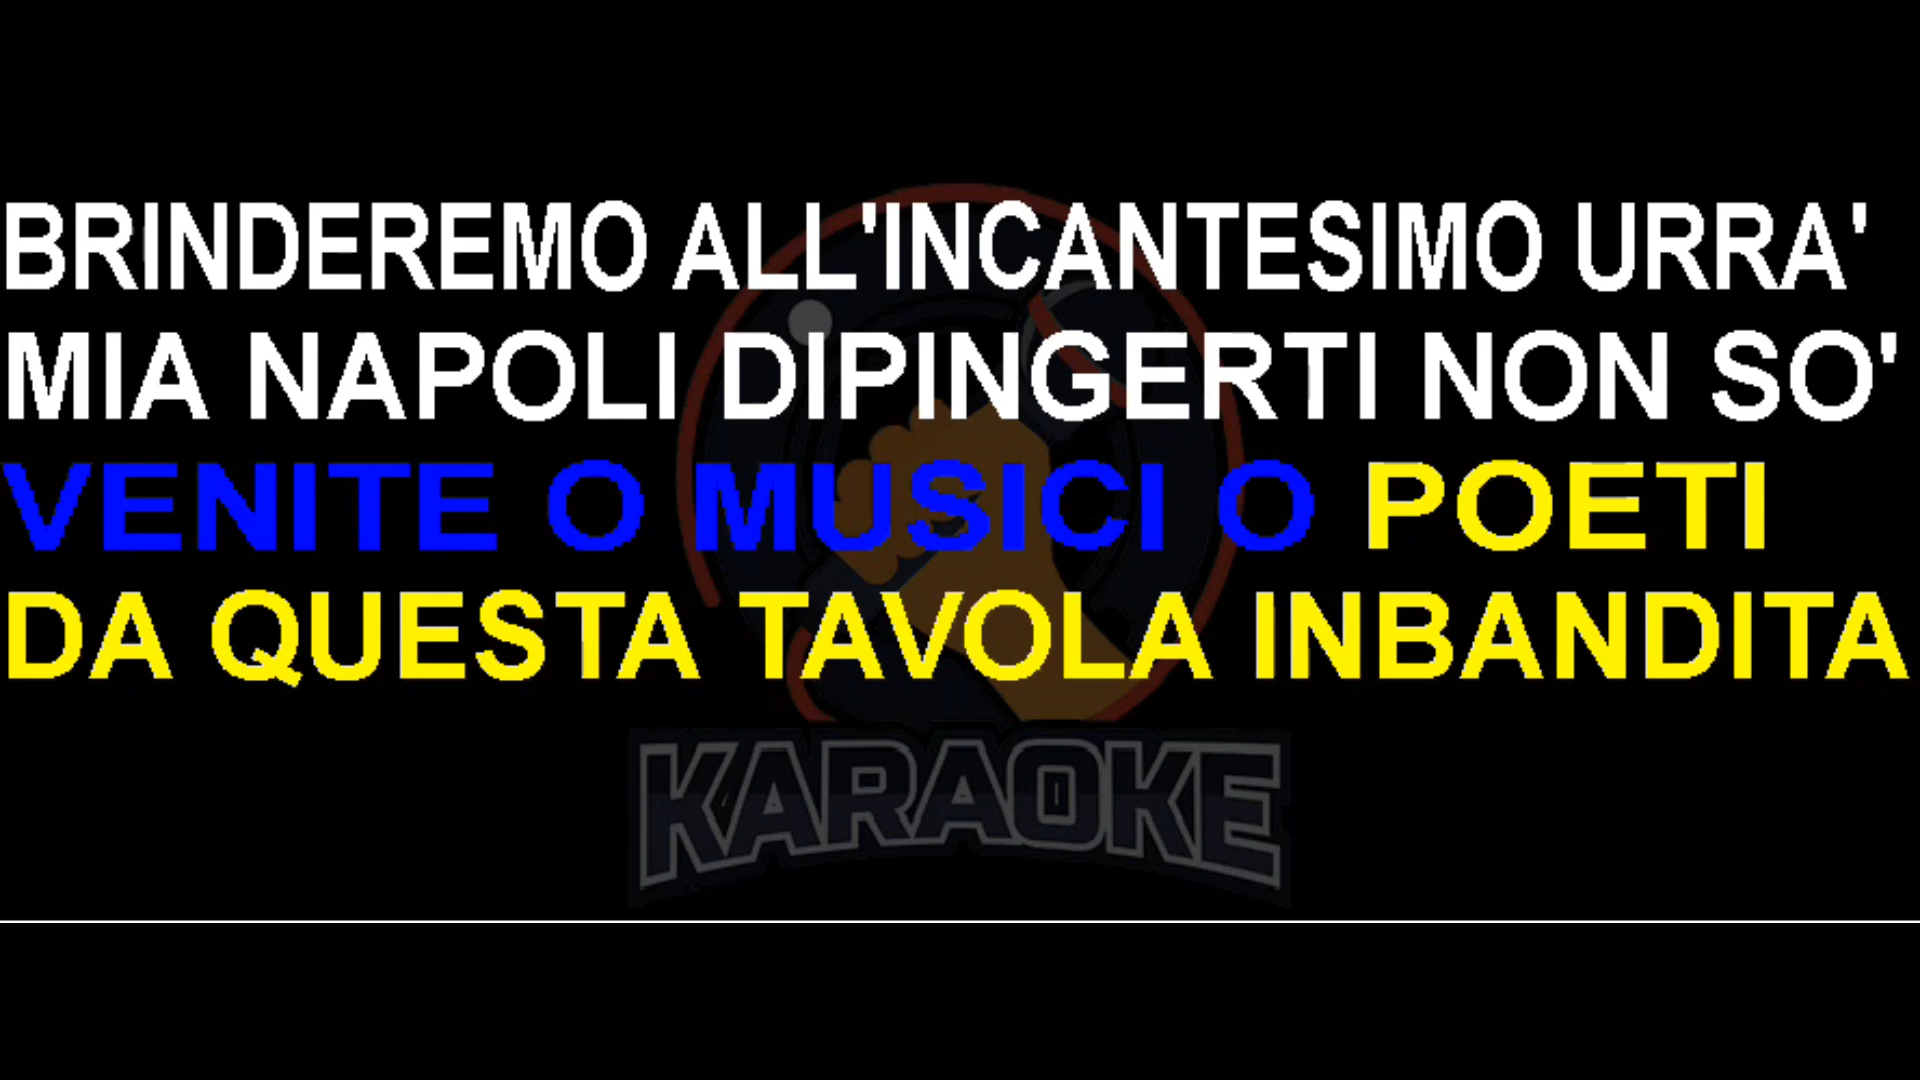 BRINDEREMO ALL'INCANTESIMO URRA'
MIA NAPOLI DIPINGERTI NON SO'
VENITE O MUSICI O POETI
DA QUESTA TAVOLA INBANDITA
KARAOKE